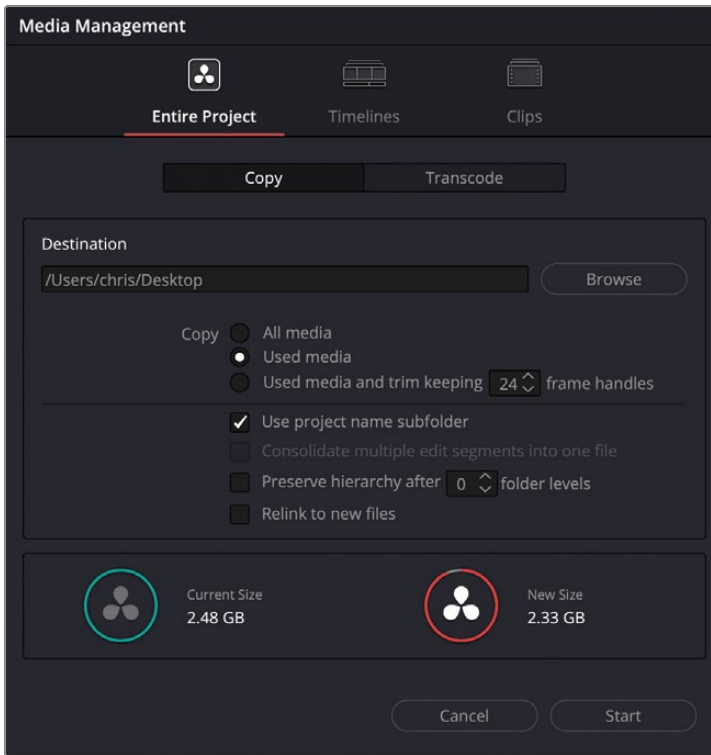 Media Management
Entire Project
Timelines
Clips
Copy
Transcode
Destination
/Users/chris/Desktop
Browse
Copy
All media
Used media
Used media and trim keeping 24 frame handles
Use project name subfolder
Consolidate multiple edit segments into one file
Preserve hierarchy after 0 folder levels
Relink to new files
Current Size
2.48 GB
New Size
2.33 GB
Cancel
Start